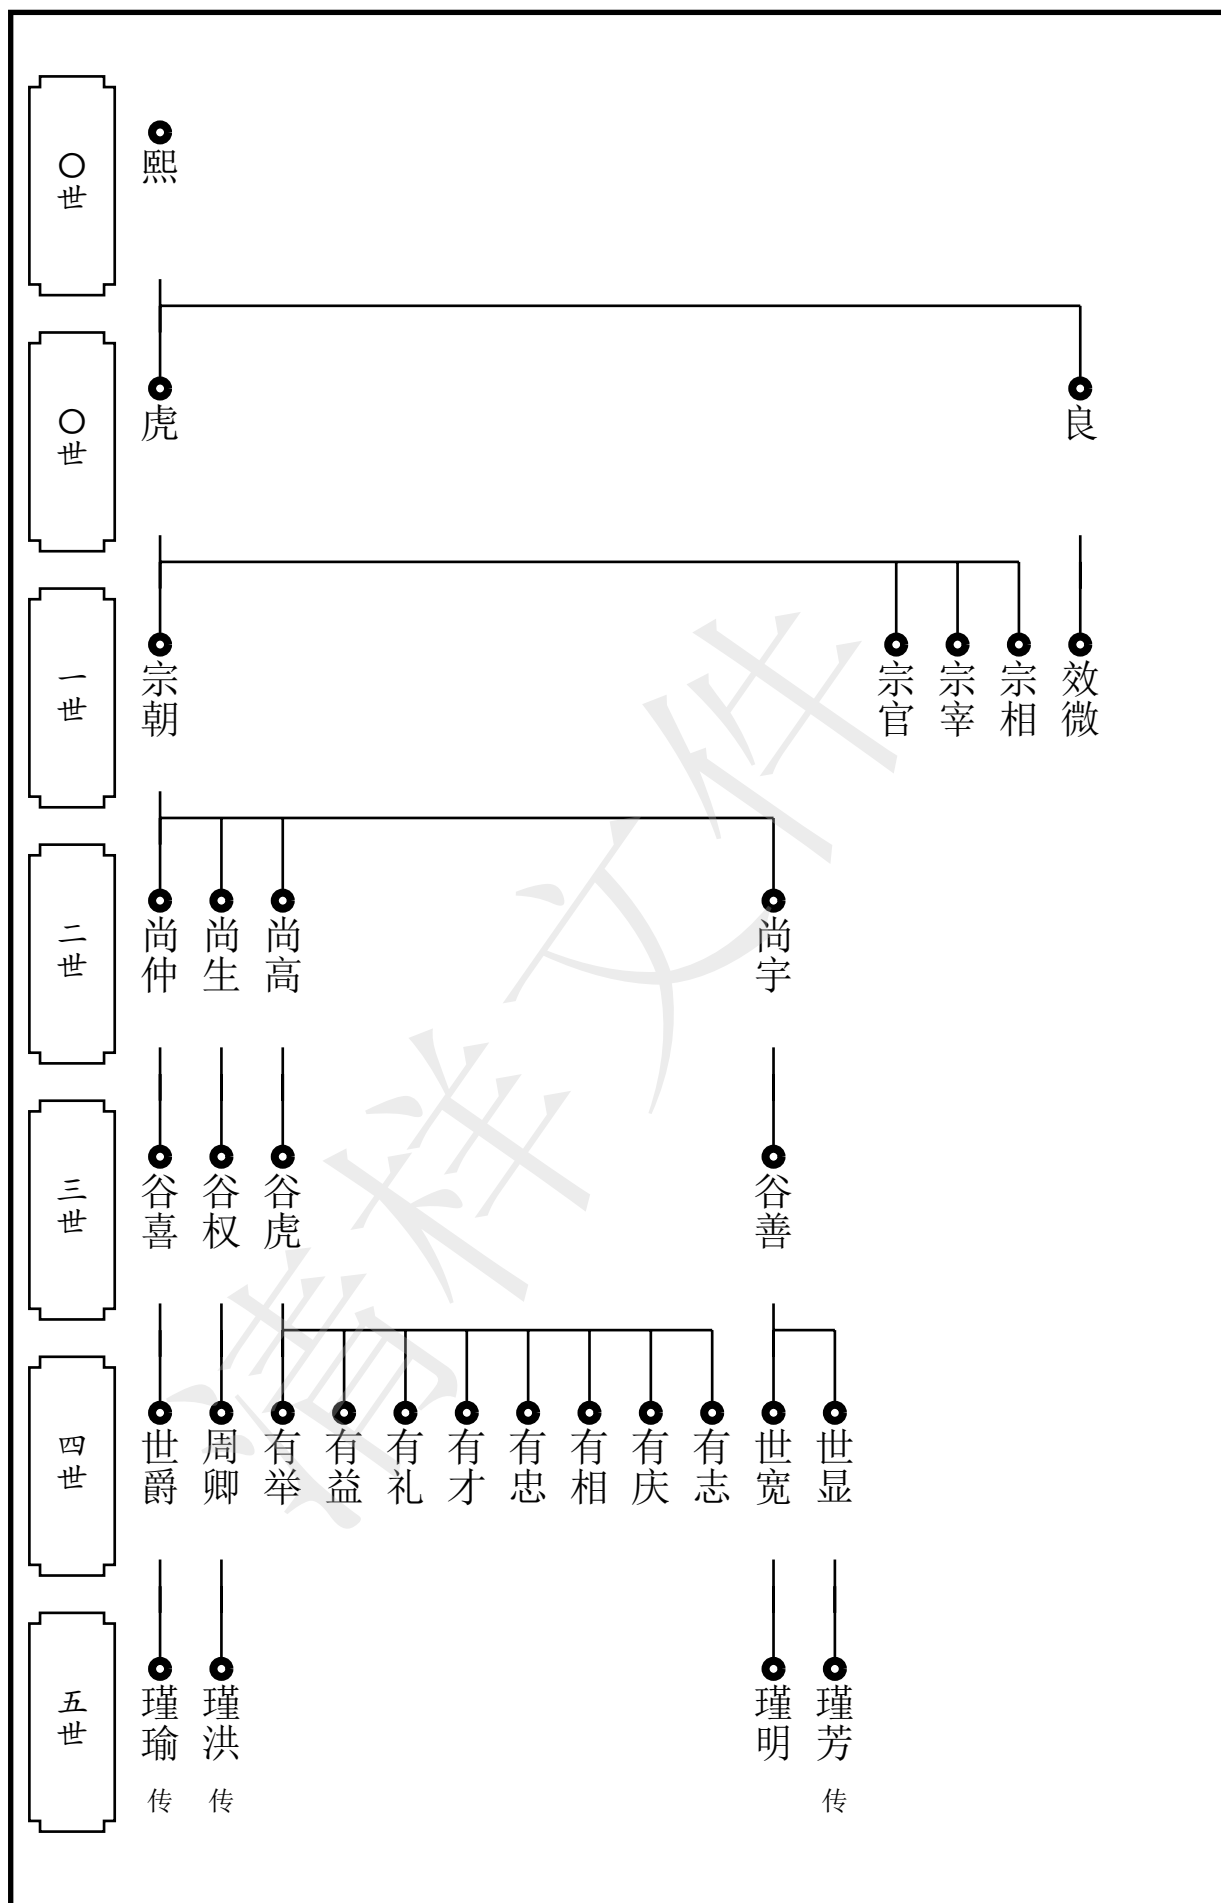 〇世
熙
〇世
虎
良
一世
宗朝
宗官
宗宰
宗相
效微
二世
尚仲
尚生
尚高
尚宇
三世
谷喜
谷权
谷虎
谷善
四世
世爵
周卿
有举
有益
有礼
有才
有忠
有相
有庆
有志
世宽
世显
五世
瑾瑜
传
瑾洪
传
瑾明
瑾芳
传
清样文件